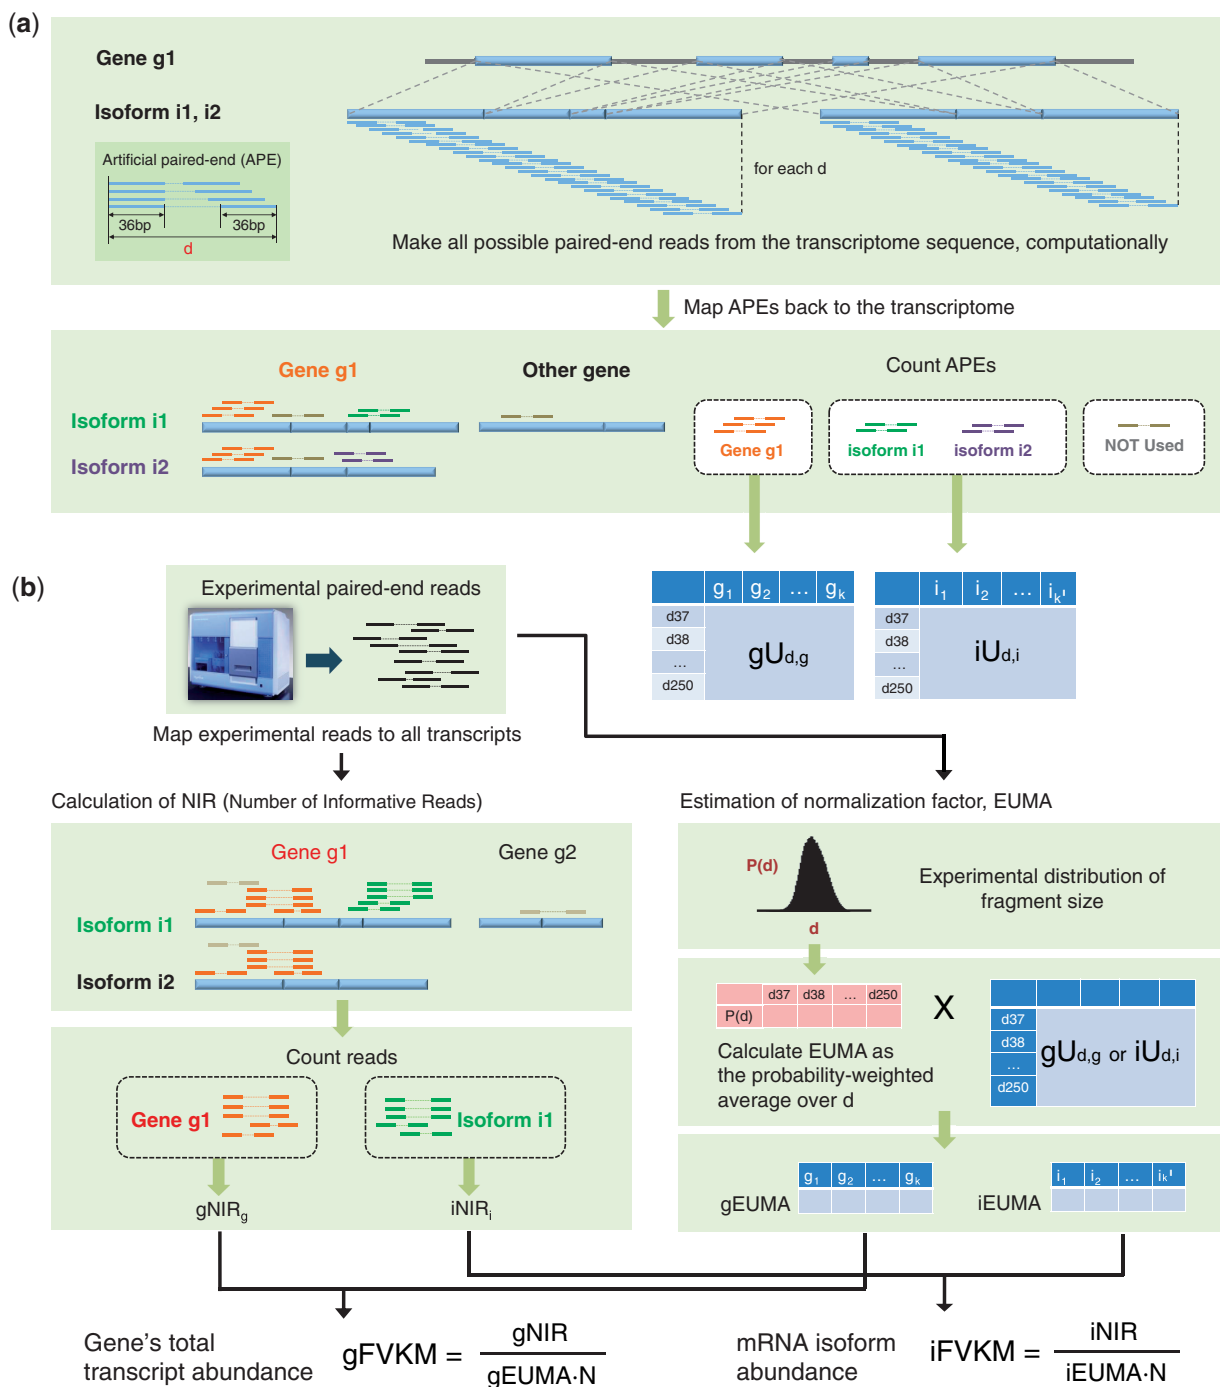 (a)
Gene g1
Isoform i1, i2
Artificial paired-end (APE)
36bp
36bp
d
for each d
Make all possible paired-end reads from the transcriptome sequence, computationally
Map APEs back to the transcriptome
Gene g1
Other gene
Count APEs
Isoform i1
Isoform i2
Gene g1
isoform i1
isoform i2
NOT Used
(b)
Experimental paired-end reads
Map experimental reads to all transcripts
g1 g2 ... gk
d37
d38
...
d250
gUd,g
i1 i2 ... ik'
d37
d38
...
d250
iUd,i
Calculation of NIR (Number of Informative Reads)
Gene g1
Gene g2
Isoform i1
Isoform i2
Count reads
Gene g1
Isoform i1
gNIRg
iNIRi
Estimation of normalization factor, EUMA
P(d)
d
Experimental distribution of
fragment size
d37 d38 ... d250
P(d)
X
d37
d38
...
d250
gUd,g or iUd,i
Calculate EUMA as
the probability-weighted
average over d
g1 g2 ... gk
gEUMA
i1 i2 ... ik'
iEUMA
Gene's total
transcript abundance
gFVKM = gNIR
gEUMA·N
mRNA isoform
abundance
iFVKM = iNIR
iEUMA·N